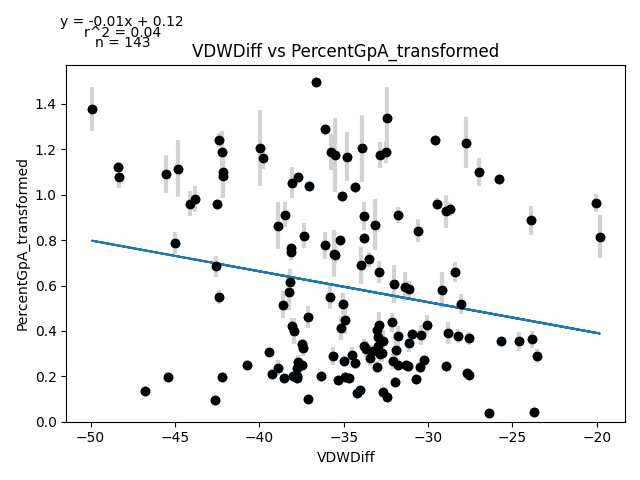 y = -0.01x + 0.12
r^2 = 0.04
n = 143
VDWDiff vs PercentGpA_transformed
PercentGpA_transformed
1.4
1.2
1.0
0.8
0.6
0.4
0.2
0.0
−50
−45
−40
−35
−30
−25
−20
VDWDiff